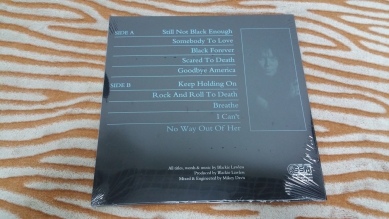 SIDE A
Still Not Black Enough
Somebody To Love
Black Forever
Scared To Death
Goodbye America
SIDE B
Keep Holding On
Rock And Roll To Death
Breathe
I Can't
No Way Out Of Here
All titles, words & music by Blackie Lawless
Produced by Blackie Lawless
Mixed & Engineered by Mikey Davis